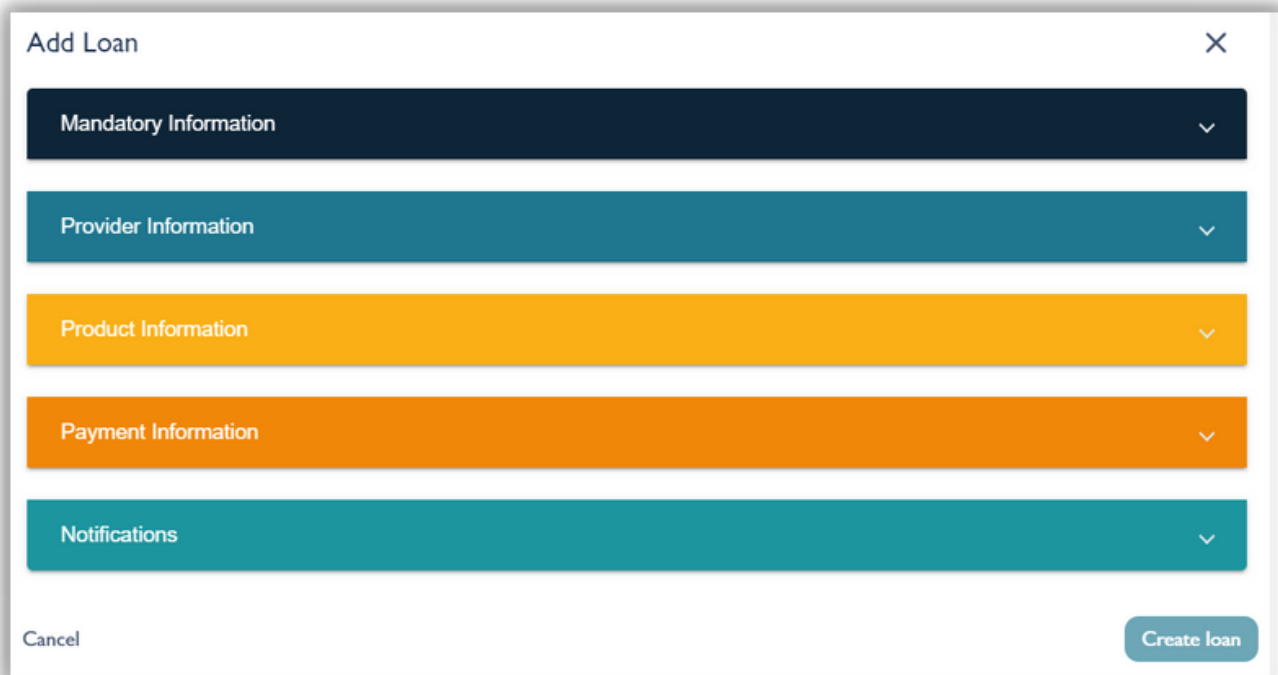 Add Loan
Mandatory Information
Provider Information
Product Information
Payment Information
Notifications
Cancel
Create loan